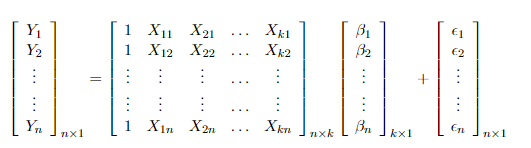 Y₁ 1 X₁₁ X₂₁ … Xₖ₁ β₁ ϵ₁
Y₂ 1 X₁₂ X₂₂ … Xₖ₂ β₂ ϵ₂
⋮ = ⋮ ⋮ ⋮ … ⋮ ⋮ + ⋮
⋮ ⋮ ⋮ ⋮ … ⋮ ⋮ ⋮
Yₙ n×1 1 X₁ₙ X₂ₙ … Xₖₙ n×k βₙ k×1 ϵₙ n×1